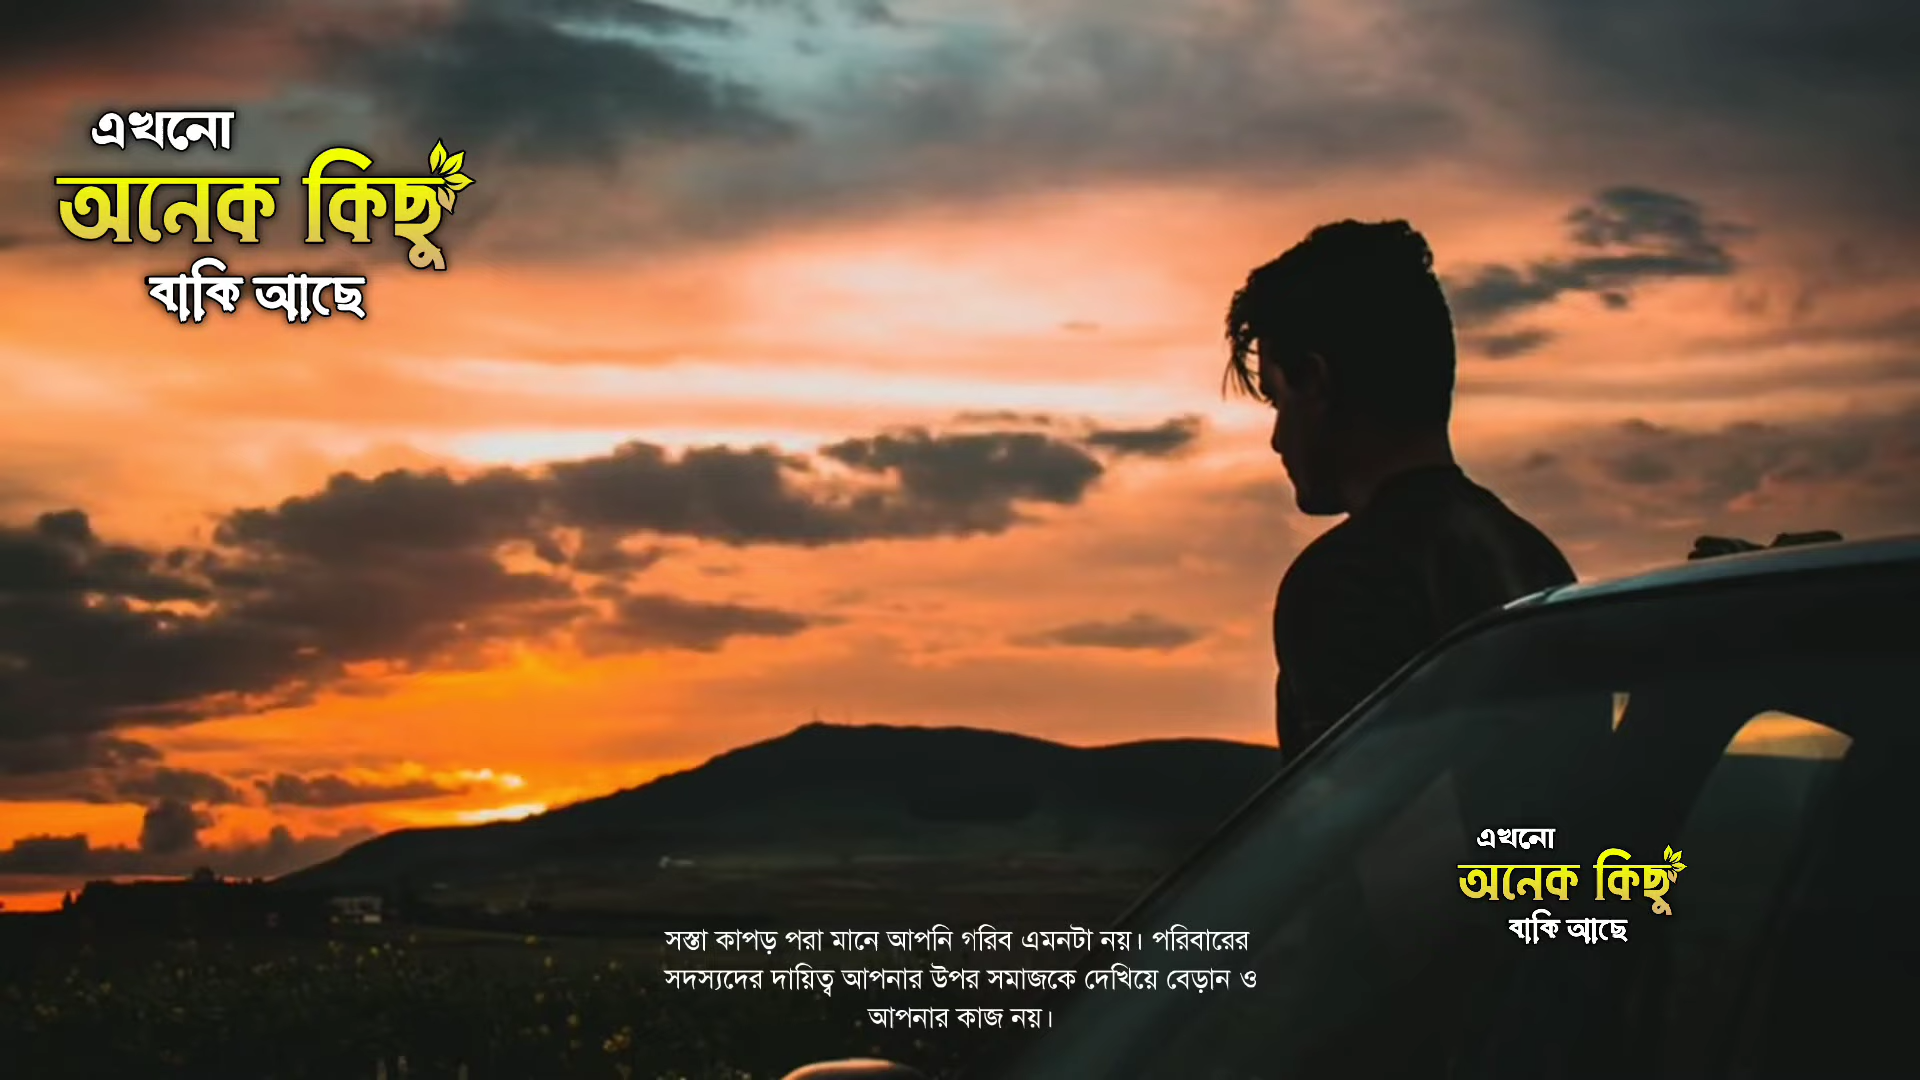 এখনো
অনেক কিছু
বাকি আছে
এখনো
অনেক কিছু
বাকি আছে
সস্তা কাপড় পরা মানে আপনি গরিব এমনটা নয়। পরিবারের
সদস্যদের দায়িত্ব আপনার উপর সমাজকে দেখিয়ে বেড়ান ও
আপনার কাজ নয়।